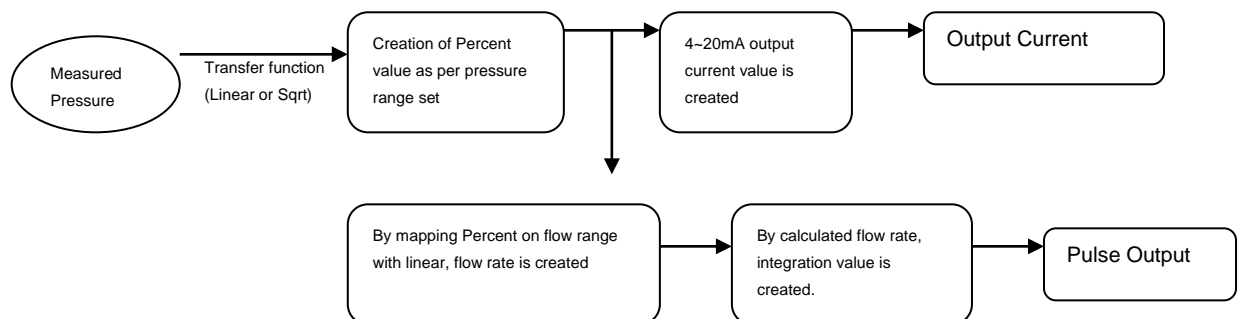 Measured
Pressure
Transfer function
(Linear or Sqrt)
Creation of Percent
value as per pressure
range set
4~20mA output
current value is
created
Output Current
By mapping Percent on flow range
with linear, flow rate is created
By calculated flow rate,
integration value is
created.
Pulse Output